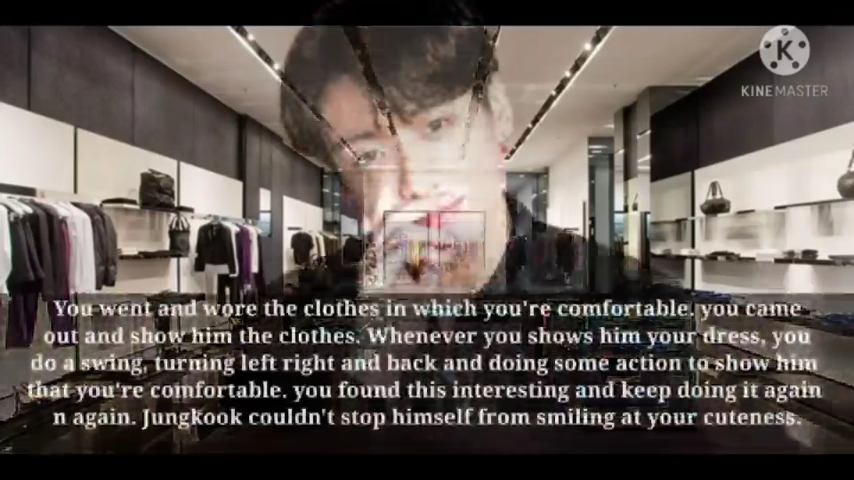 KINEMASTER
You went and wore the clothes in which you're comfortable. you came
out and show him the clothes. Whenever you shows him your dress, you
do a swing, turning left right and back and doing some action to show him
that you're comfortable. you found this interesting and keep doing it again
n again. Jungkook couldn't stop himself from smiling at your cuteness.